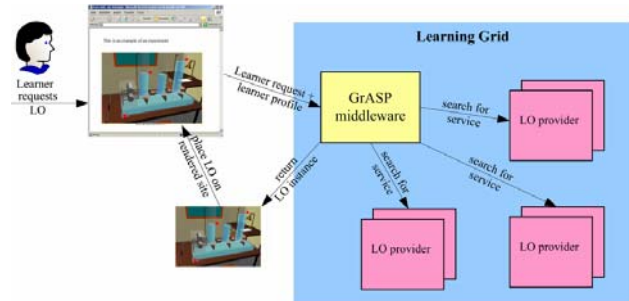 Learning Grid
This is an example of an experiment
Learner
requests
LO
Learner request +
learner profile
GrASP
middleware
search for
service
LO provider
place LO on
rendered site
return
LO instance
search for
service
search for
service
LO provider
LO provider